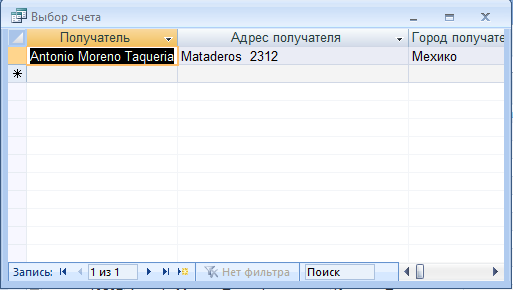 Выбор счета
Получатель Адрес получателя Город получате
Antonio Moreno Taqueria Mataderos 2312 Мехико
Запись: 1 из 1 Нет фильтра Поиск